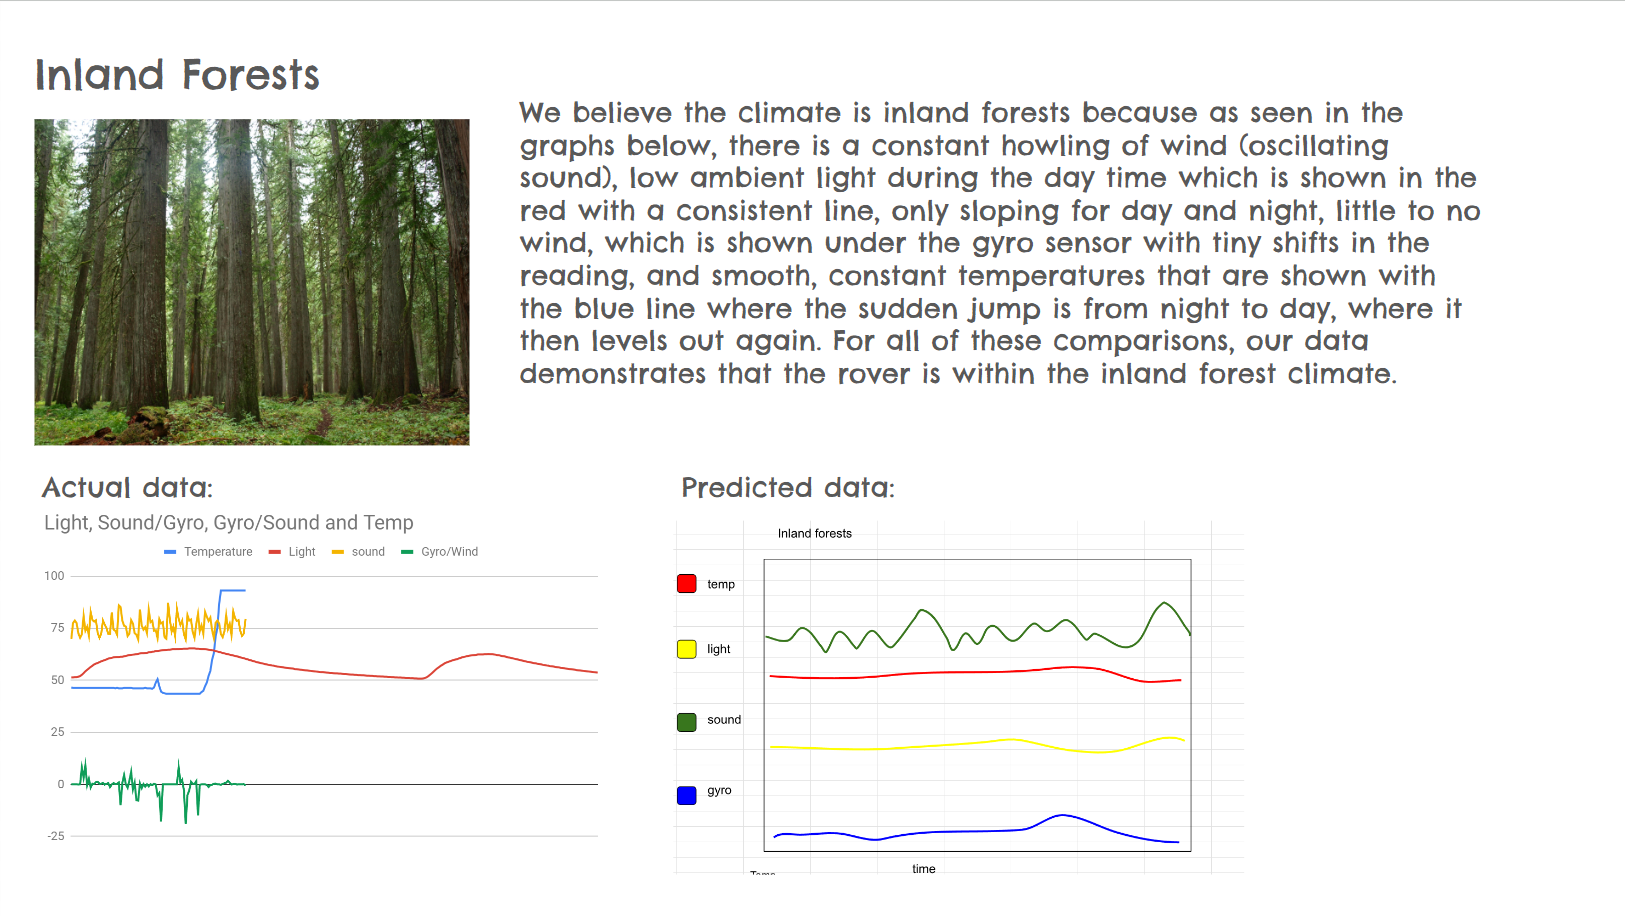 Inland Forests
We believe the climate is inland forests because as seen in the
graphs below, there is a constant howling of wind (oscillating
sound), low ambient light during the day time which is shown in the
red with a consistent line, only sloping for day and night, little to no
wind, which is shown under the gyro sensor with tiny shifts in the
reading, and smooth, constant temperatures that are shown with
the blue line where the sudden jump is from night to day, where it
then levels out again. For all of these comparisons, our data
demonstrates that the rover is within the inland forest climate.
Actual data:
Light, Sound/Gyro, Gyro/Sound and Temp
Temperature Light sound Gyro/Wind
100
75
50
25
0
-25
Predicted data:
Inland forests
temp
light
sound
gyro
time